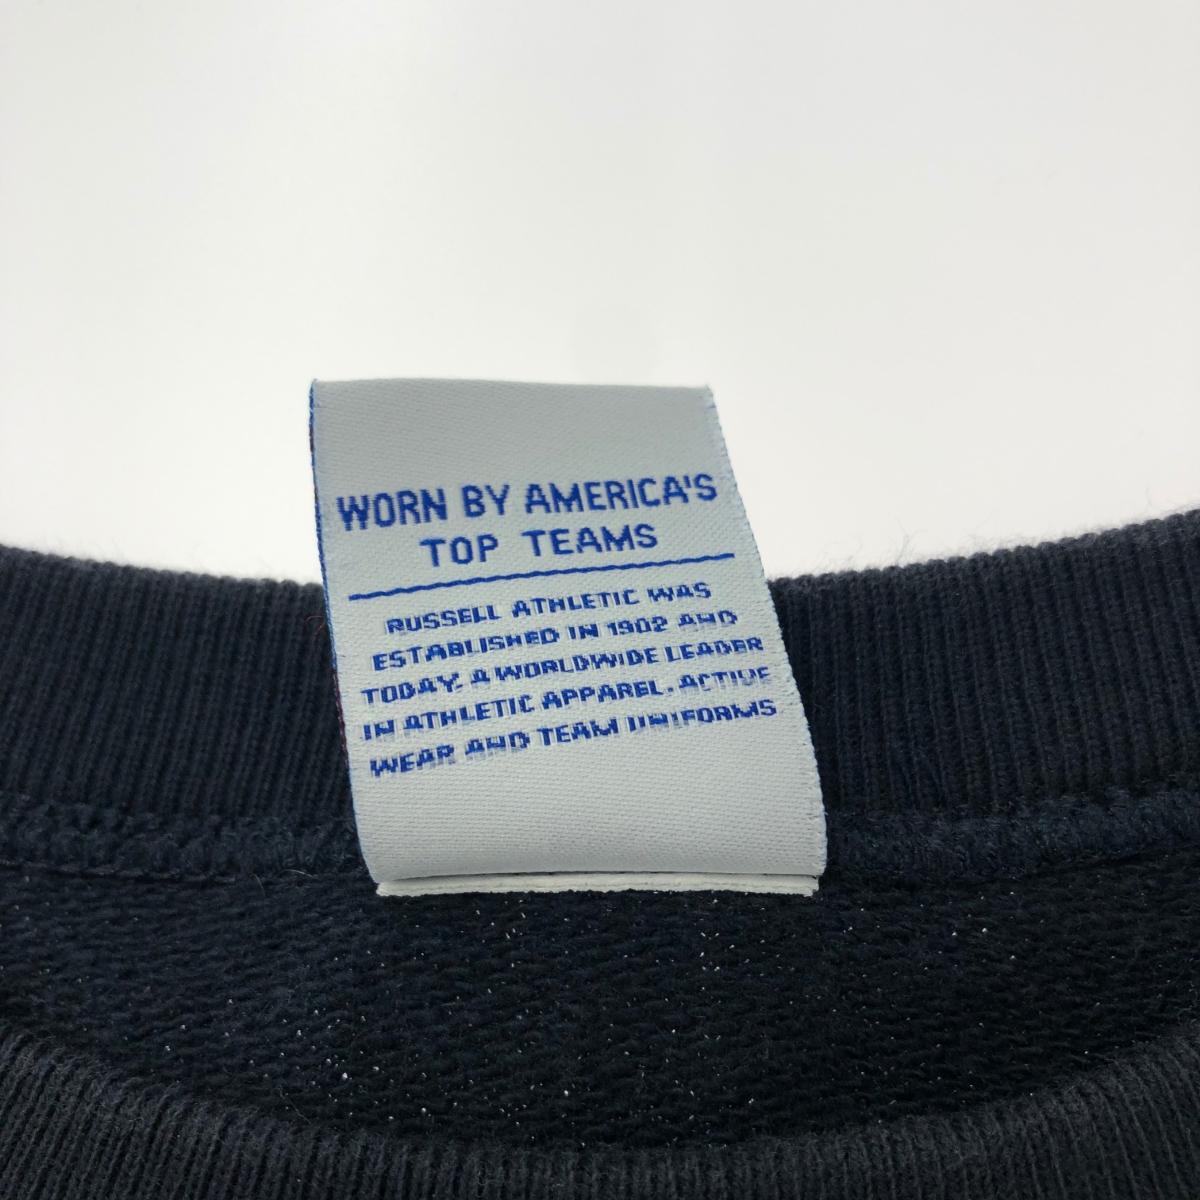 WORN BY AMERICA'S
TOP TEAMS
RUSSELL ATHLETIC WAS
ESTABLISHED IN 1902 AND
TODAY. A WORLDWIDE LEADER
IN ATHLETIC APPAREL. ACTIVE
WEAR AND TEAM UNIFORMS